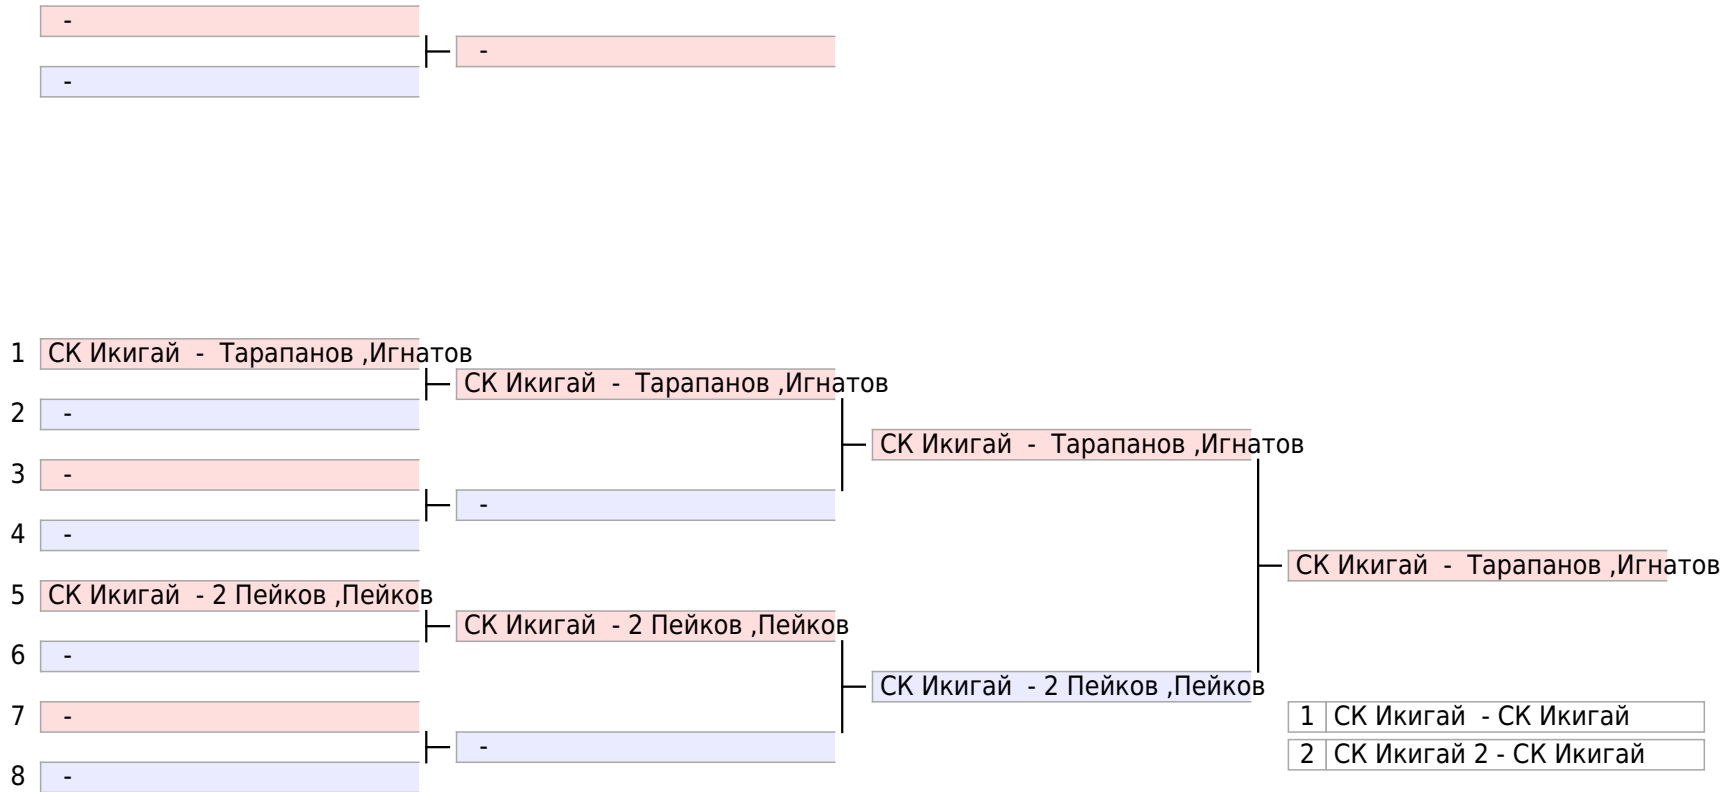 -
-
-
1 СК Икигай - Тарапанов ,Игнатов
СК Икигай - Тарапанов ,Игнатов
2 -
СК Икигай - Тарапанов ,Игнатов
3 -
-
4 -
СК Икигай - Тарапанов ,Игнатов
5 СК Икигай - 2 Пейков ,Пейков
СК Икигай - 2 Пейков ,Пейков
6 -
СК Икигай - 2 Пейков ,Пейков
7 -
1 СК Икигай - СК Икигай
-
2 СК Икигай 2 - СК Икигай
8 -